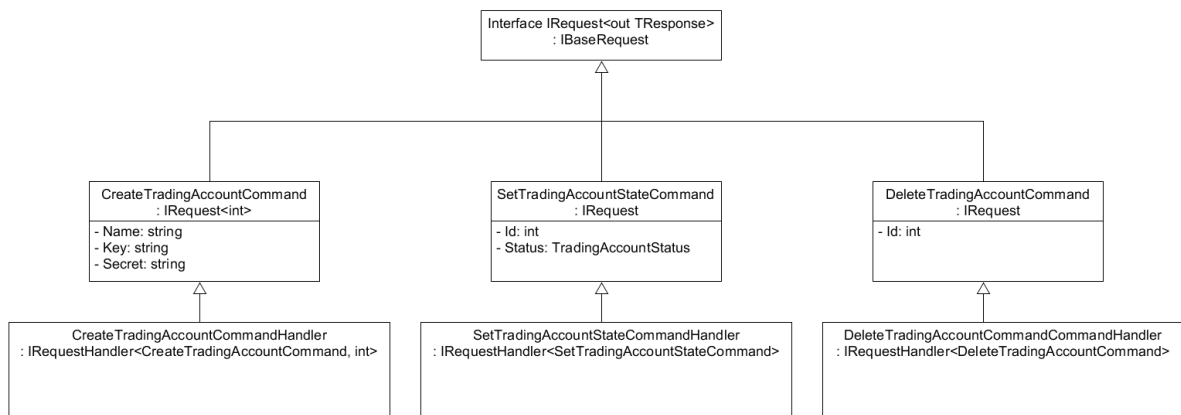 Interface IRequest<out TResponse>
: IBaseRequest
CreateTradingAccountCommand
: IRequest<int>
- Name: string
- Key: string
- Secret: string
SetTradingAccountStateCommand
: IRequest
- Id: int
- Status: TradingAccountStatus
DeleteTradingAccountCommand
: IRequest
- Id: int
CreateTradingAccountCommandHandler
: IRequestHandler<CreateTradingAccountCommand, int>
SetTradingAccountStateCommandHandler
: IRequestHandler<SetTradingAccountStateCommand>
DeleteTradingAccountCommandCommandHandler
: IRequestHandler<DeleteTradingAccountCommand>